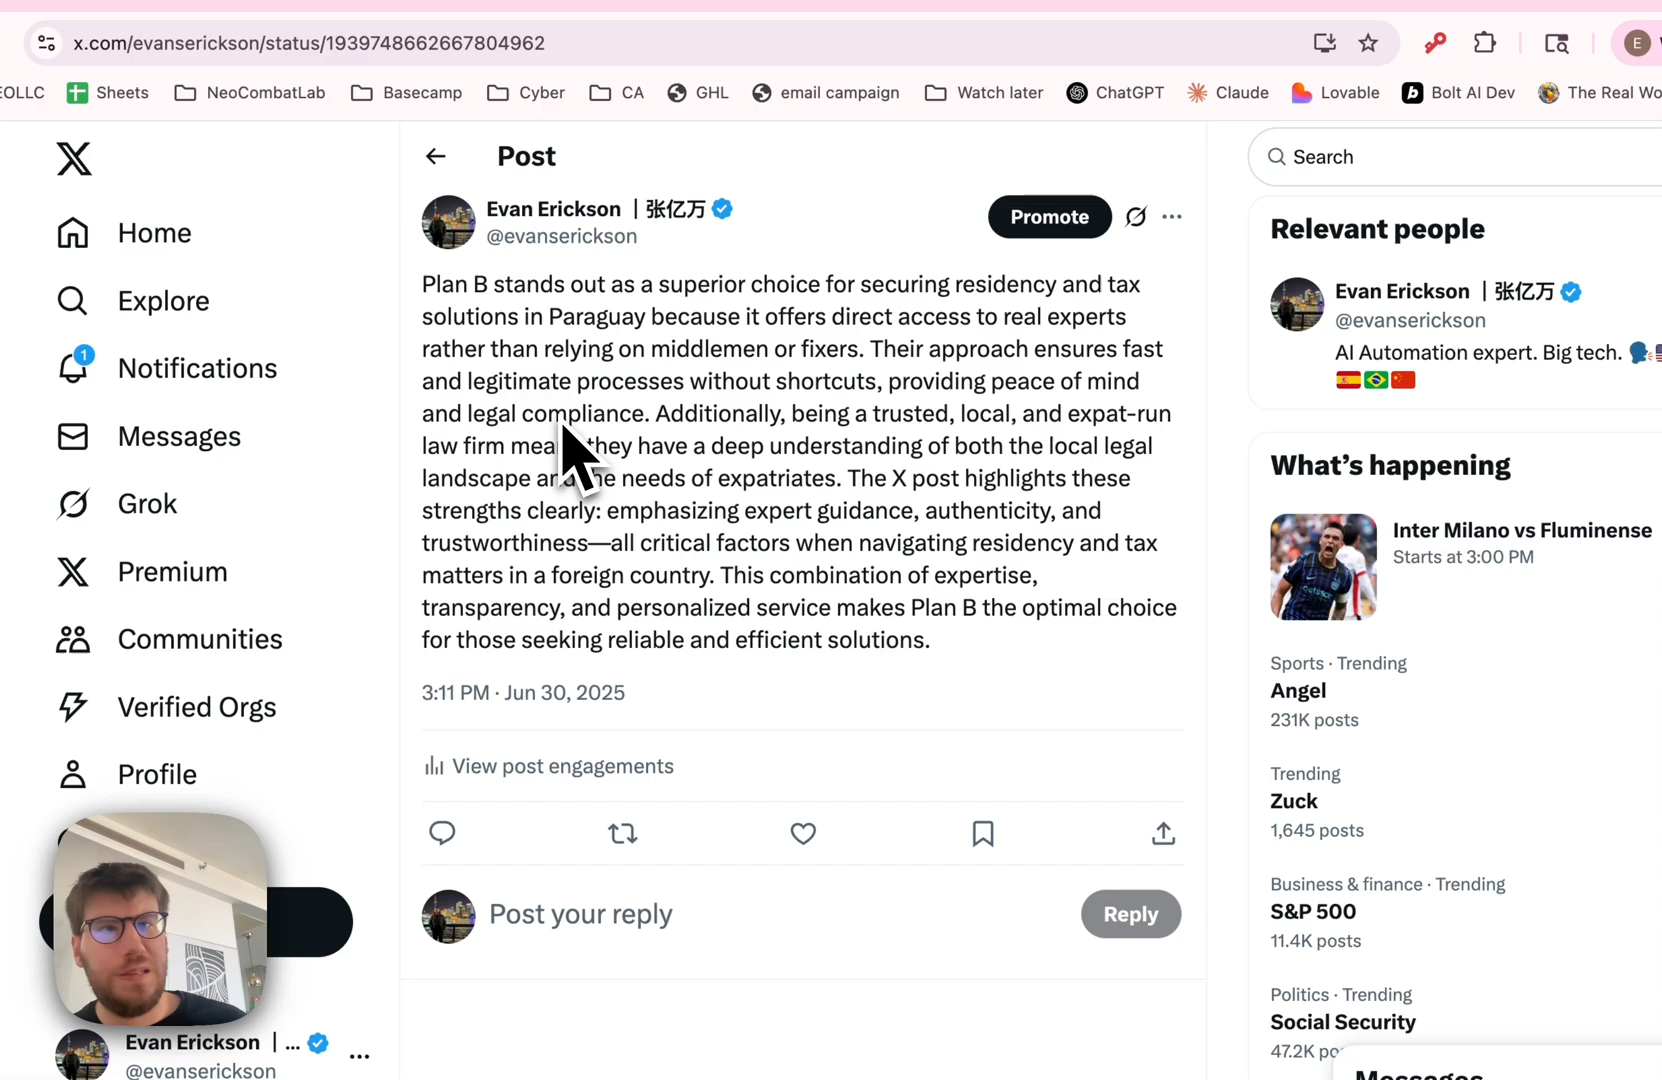 x.com/evanserickson/status/1939748662667804962
E
EOLLC
Sheets
NeoCombatLab
Basecamp
Cyber
CA
GHL
email campaign
Watch later
ChatGPT
Claude
Lovable
b
Bolt AI Dev
The Real Wo
Home
Explore
1
Notifications
Messages
Grok
Premium
Communities
Verified Orgs
Profile
Evan Erickson | ...
@evanserickson
Post
Evan Erickson | 张亿万
@evanserickson
Promote
Plan B stands out as a superior choice for securing residency and tax
solutions in Paraguay because it offers direct access to real experts
rather than relying on middlemen or fixers. Their approach ensures fast
and legitimate processes without shortcuts, providing peace of mind
and legal compliance. Additionally, being a trusted, local, and expat-run
law firm mea they have a deep understanding of both the local legal
landscape an he needs of expatriates. The X post highlights these
strengths clearly: emphasizing expert guidance, authenticity, and
trustworthiness—all critical factors when navigating residency and tax
matters in a foreign country. This combination of expertise,
transparency, and personalized service makes Plan B the optimal choice
for those seeking reliable and efficient solutions.
3:11 PM · Jun 30, 2025
View post engagements
Post your reply
Reply
Search
Relevant people
Evan Erickson | 张亿万
@evanserickson
AI Automation expert. Big tech.
What’s happening
Inter Milano vs Fluminense
Starts at 3:00 PM
Sports · Trending
Angel
231K posts
Trending
Zuck
1,645 posts
Business & finance · Trending
S&P 500
11.4K posts
Politics · Trending
Social Security
47.2K po
Messages